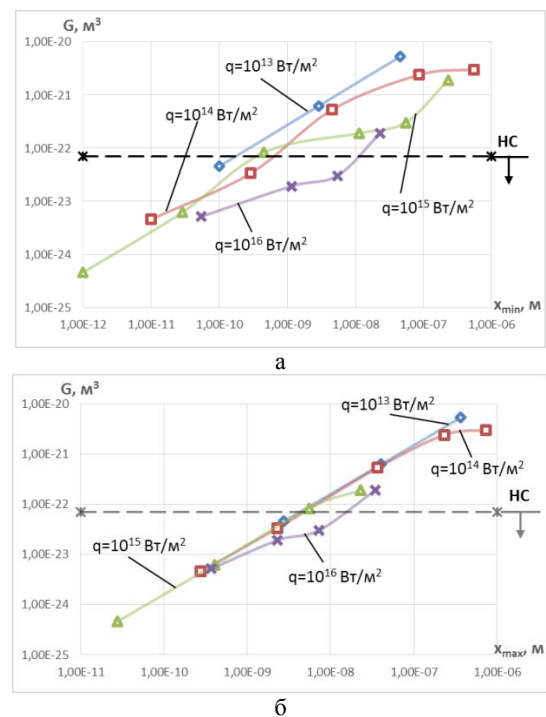 G, м³
1,00E-20
q=10¹³ Вт/м²
1,00E-21
q=10¹⁴ Вт/м²
1,00E-22
НС
1,00E-23
q=10¹⁵ Вт/м²
q=10¹⁶ Вт/м²
1,00E-24
1,00E-25
xmin, м
1,00E-12 1,00E-11 1,00E-10 1,00E-09 1,00E-08 1,00E-07 1,00E-06
а
G, м³
1,00E-20
q=10¹³ Вт/м²
1,00E-21
q=10¹⁴ Вт/м²
1,00E-22
НС
1,00E-23
q=10¹⁵ Вт/м²
q=10¹⁶ Вт/м²
1,00E-24
1,00E-25
xmax, м
1,00E-11 1,00E-10 1,00E-09 1,00E-08 1,00E-07 1,00E-06
б